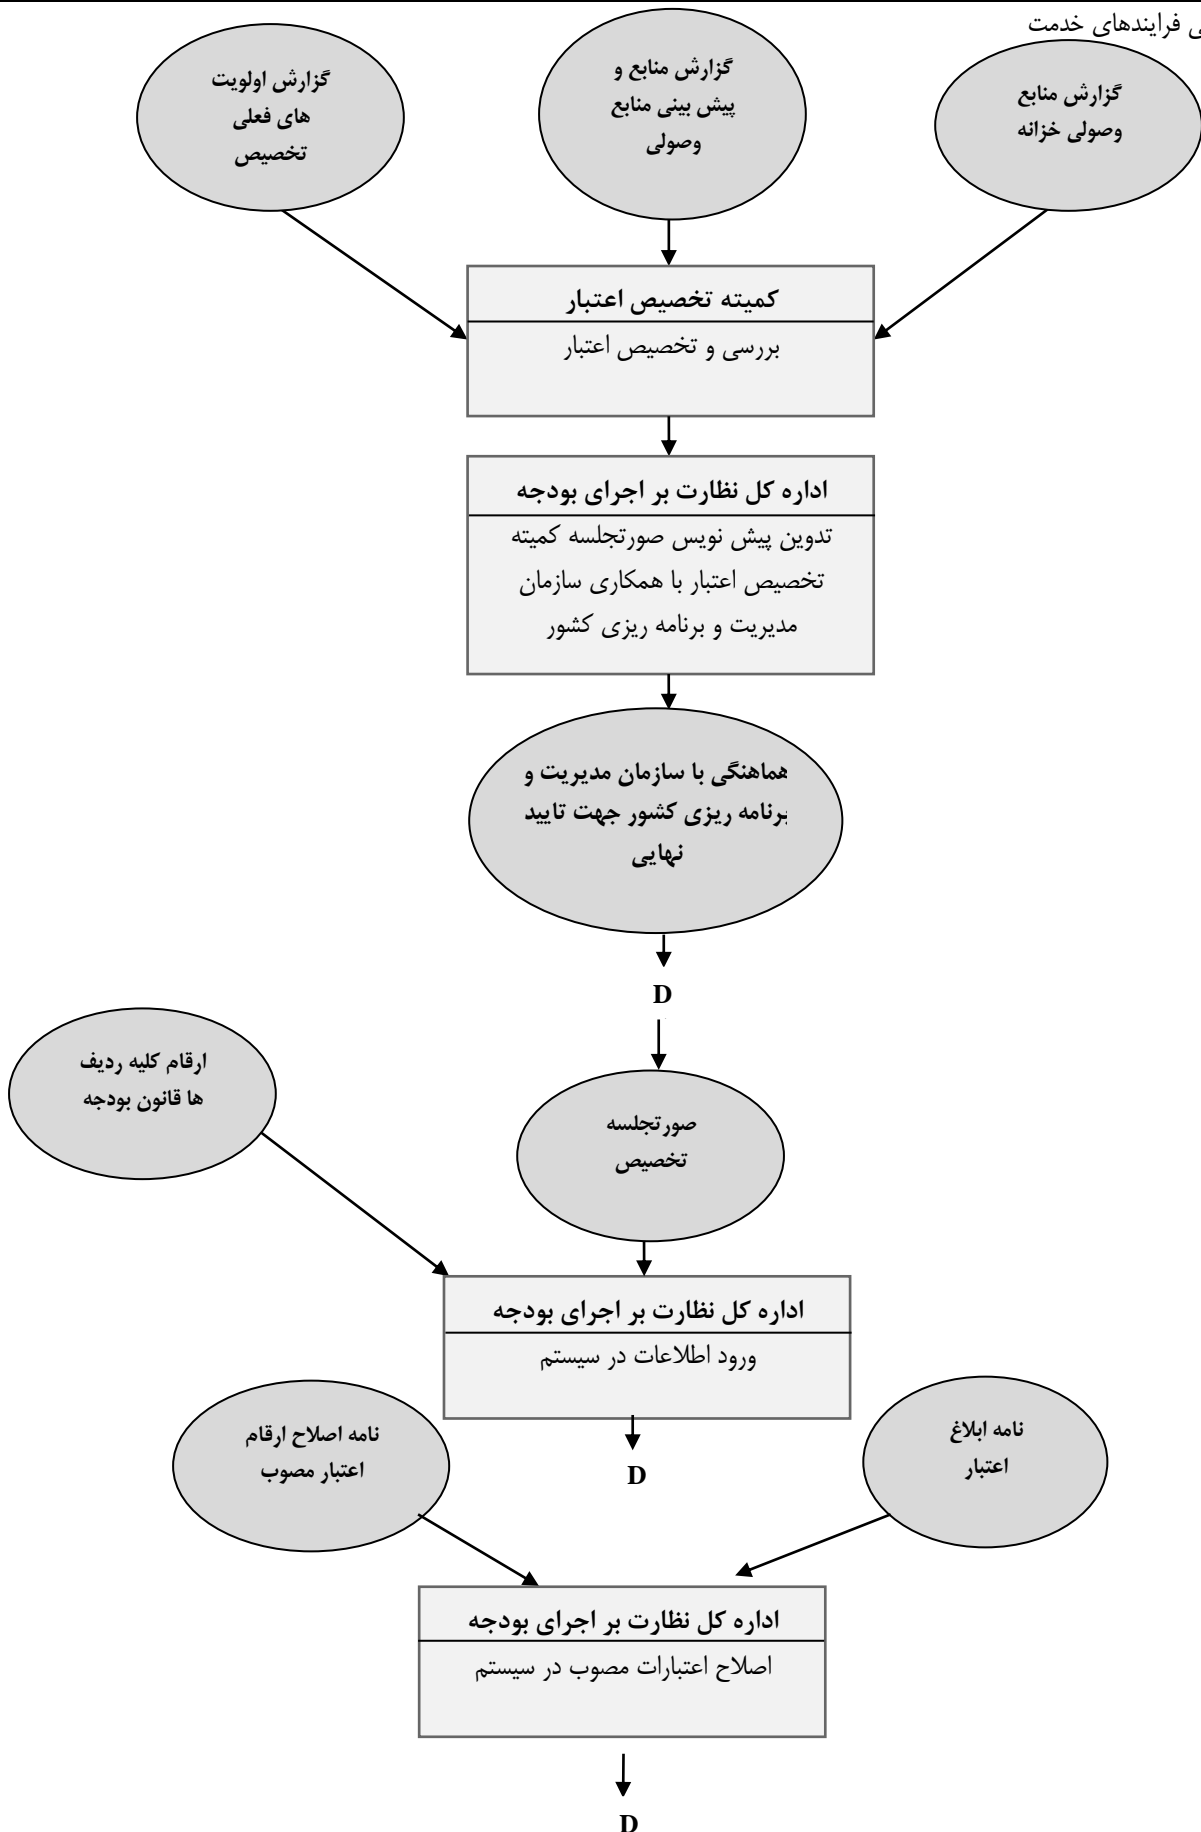 ی فرایندهای خدمت
گزارش منابع
وصولی خزانه
گزارش منابع و
پیش بینی منابع
وصولی
گزارش اولویت
های فعلی
تخصیص
کمیته تخصیص اعتبار
بررسی و تخصیص اعتبار
اداره کل نظارت بر اجرای بودجه
تدوین پیش نویس صورتجلسه کمیته
تخصیص اعتبار با همکاری سازمان
مدیریت و برنامه ریزی کشور
هماهنگی با سازمان مدیریت و
برنامه ریزی کشور جهت تایید
نهایی
D
ارقام کلیه ردیف
ها قانون بودجه
صورتجلسه
تخصیص
اداره کل نظارت بر اجرای بودجه
ورود اطلاعات در سیستم
D
نامه ابلاغ
اعتبار
نامه اصلاح ارقام
اعتبار مصوب
اداره کل نظارت بر اجرای بودجه
اصلاح اعتبارات مصوب در سیستم
D